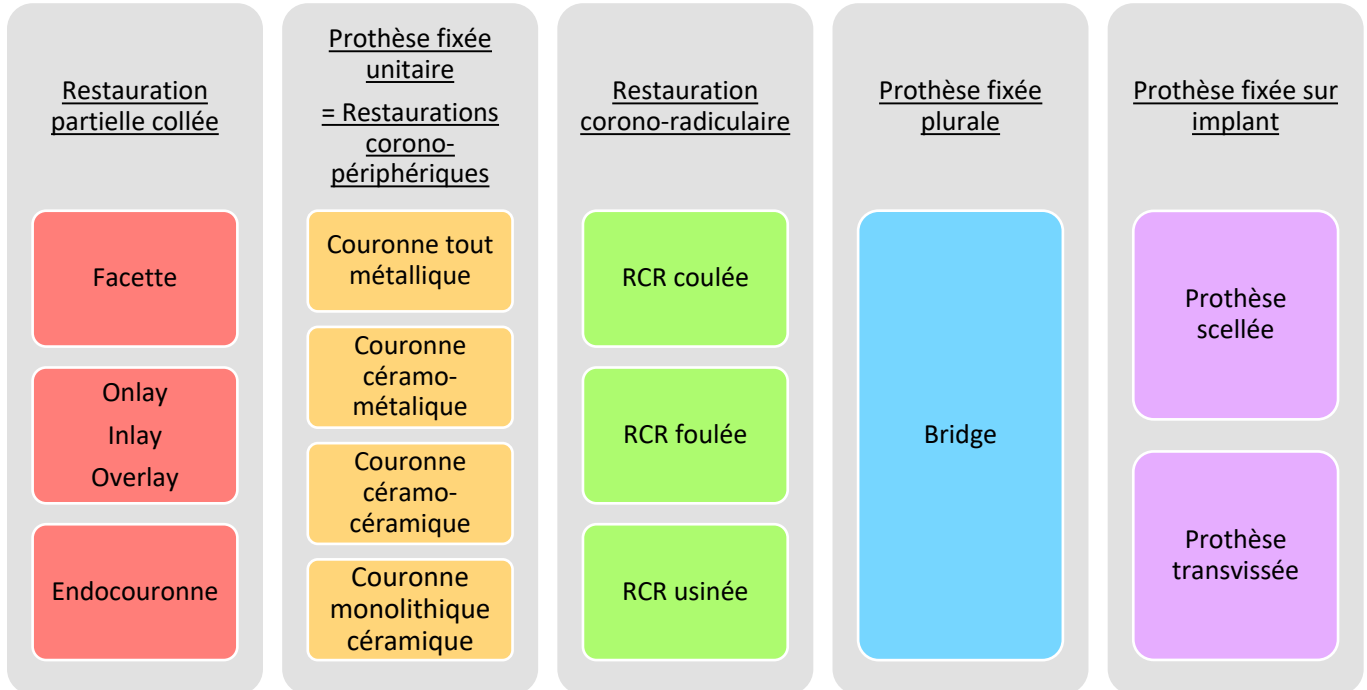 Restauration
partielle collée
Facette
Onlay
Inlay
Overlay
Endocouronne
Prothèse fixée
unitaire
= Restaurations
corono-
périphériques
Couronne tout
métallique
Couronne
céramo-
métalique
Couronne
céramo-
céramique
Couronne
monolithique
céramique
Restauration
corono-radiculaire
RCR coulée
RCR foulée
RCR usinée
Prothèse fixée
plurale
Bridge
Prothèse fixée sur
implant
Prothèse
scellée
Prothèse
transvissée